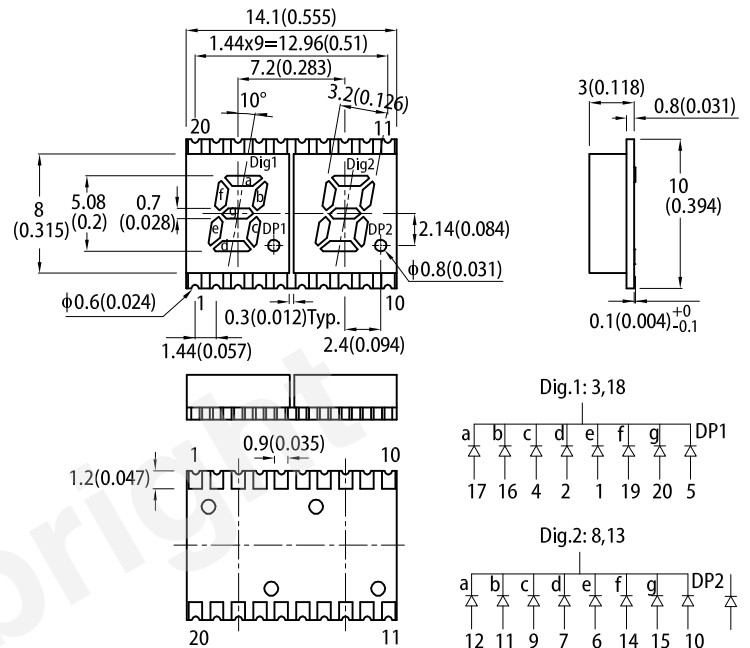 14.1(0.555)
1.44x9=12.96(0.51)
7.2(0.283)
3.2(0.126)
10°
20
11
Dig1
Dig2
a
f
b
g
e
c
d
DP1
DP2
8
(0.315)
5.08
(0.2)
0.7
(0.028)
2.14(0.084)
ϕ0.8(0.031)
ϕ0.6(0.024)
1
10
0.3(0.012)Typ.
1.44(0.057)
2.4(0.094)
3(0.118)
0.8(0.031)
10
(0.394)
0.1(0.004)+0 -0.1
1
0.9(0.035)
10
1.2(0.047)
20
11
Dig.1: 3,18
a b c d e f g DP1
17 16 4 2 1 19 20 5
Dig.2: 8,13
a b c d e f g DP2
12 11 9 7 6 14 15 10
bright